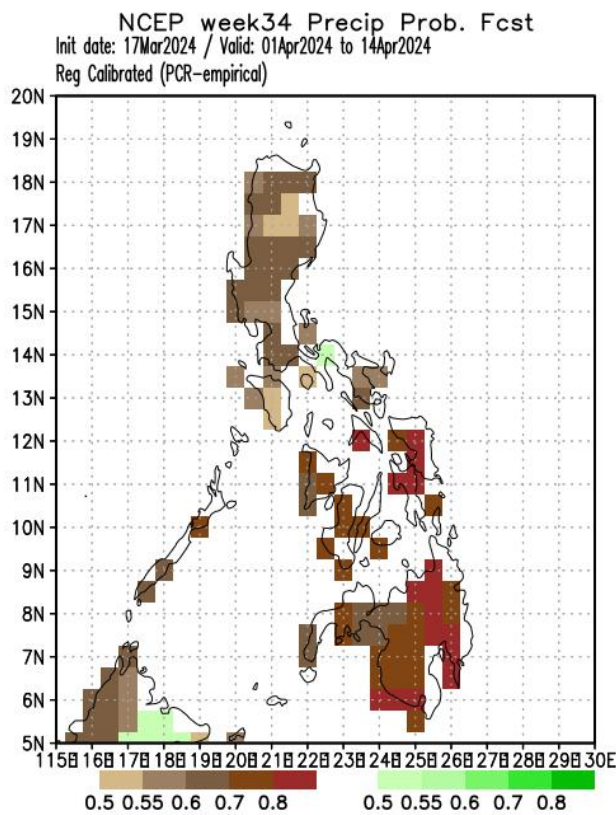 NCEP week34 Precip Prob. Fcst
Init date: 17Mar2024 / Valid: 01Apr2024 to 14Apr2024
Reg Calibrated (PCR-empirical)
20N
19N
18N
17N
16N
15N
14N
13N
12N
11N
10N
9N
8N
7N
6N
5N
115E 116E 117E 118E 119E 120E 121E 122E 123E 124E 125E 126E 127E 128E 129E 130E
0.5 0.55 0.6 0.7 0.8 0.5 0.55 0.6 0.7 0.8